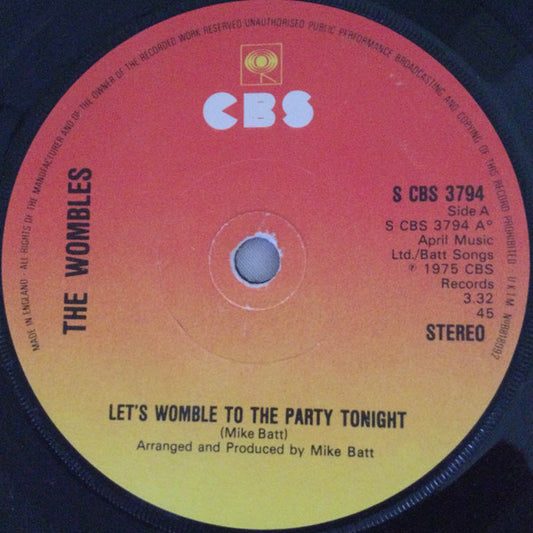 MADE IN ENGLAND - ALL RIGHTS OF THE MANUFACTURER AND OF THE OWNER OF THE RECORDED WORK RESERVED UNAUTHORISED PUBLIC PERFORMANCE BROADCASTING AND COPYING OF THIS RECORD PROHIBITED
CBS
THE WOMBLES
S CBS 3794
Side A
S CBS 3794 A°
April Music
Ltd./Batt Songs
℗ 1975 CBS
Records
3.32
45
STEREO
LET'S WOMBLE TO THE PARTY TONIGHT
(Mike Batt)
Arranged and Produced by Mike Batt